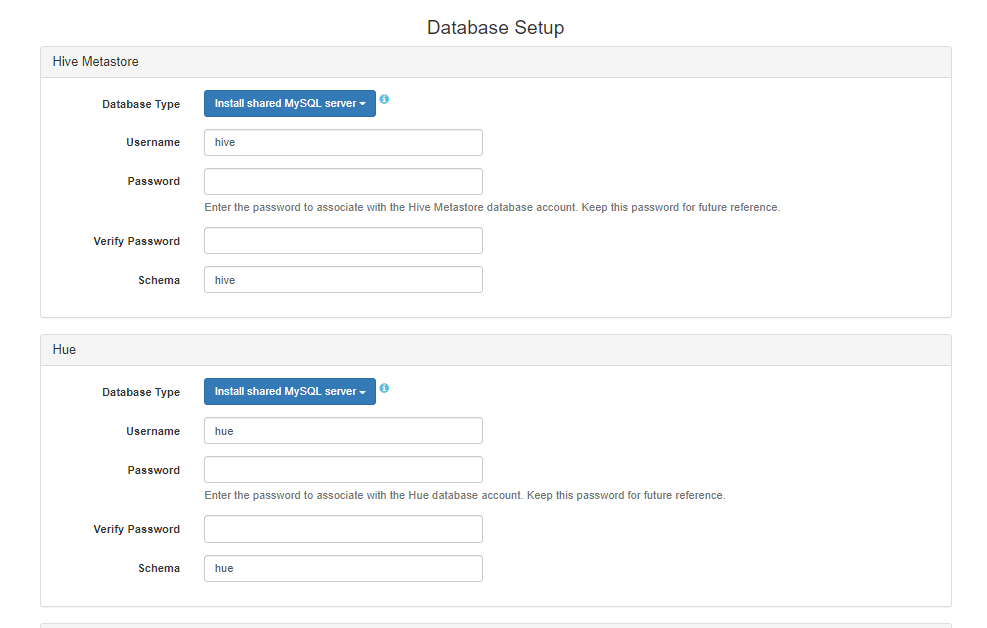 Database Setup
Hive Metastore
Database Type Install shared MySQL server
Username hive
Password
Enter the password to associate with the Hive Metastore database account. Keep this password for future reference.
Verify Password
Schema hive
Hue
Database Type Install shared MySQL server
Username hue
Password
Enter the password to associate with the Hue database account. Keep this password for future reference.
Verify Password
Schema hue